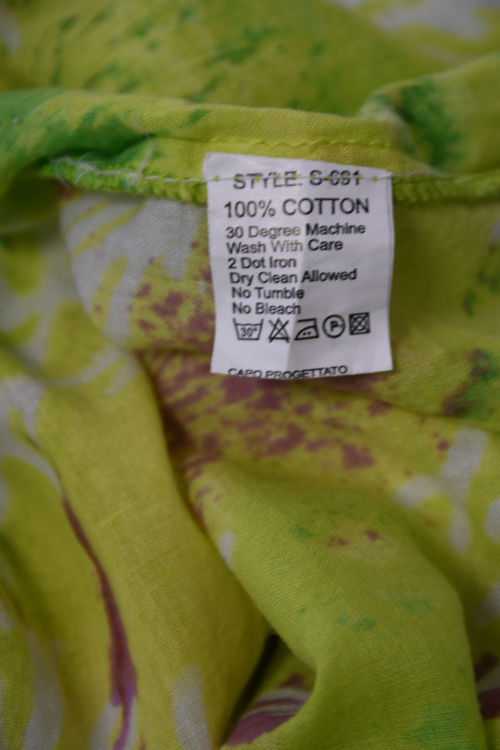 STYLE: S-691
100% COTTON
30 Degree Machine
Wash With Care
2 Dot Iron
Dry Clean Allowed
No Tumble
No Bleach
30°
P
CAPO PROGETTATO